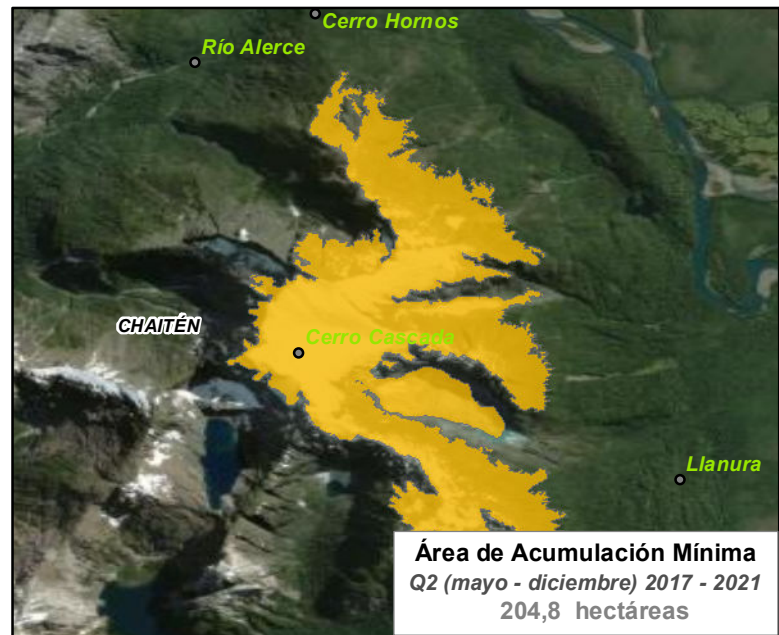 Cerro Hornos
Río Alerce
CHAITÉN
Cerro Cascada
Llanura
Área de Acumulación Mínima
Q2 (mayo - diciembre) 2017 - 2021
204,8 hectáreas